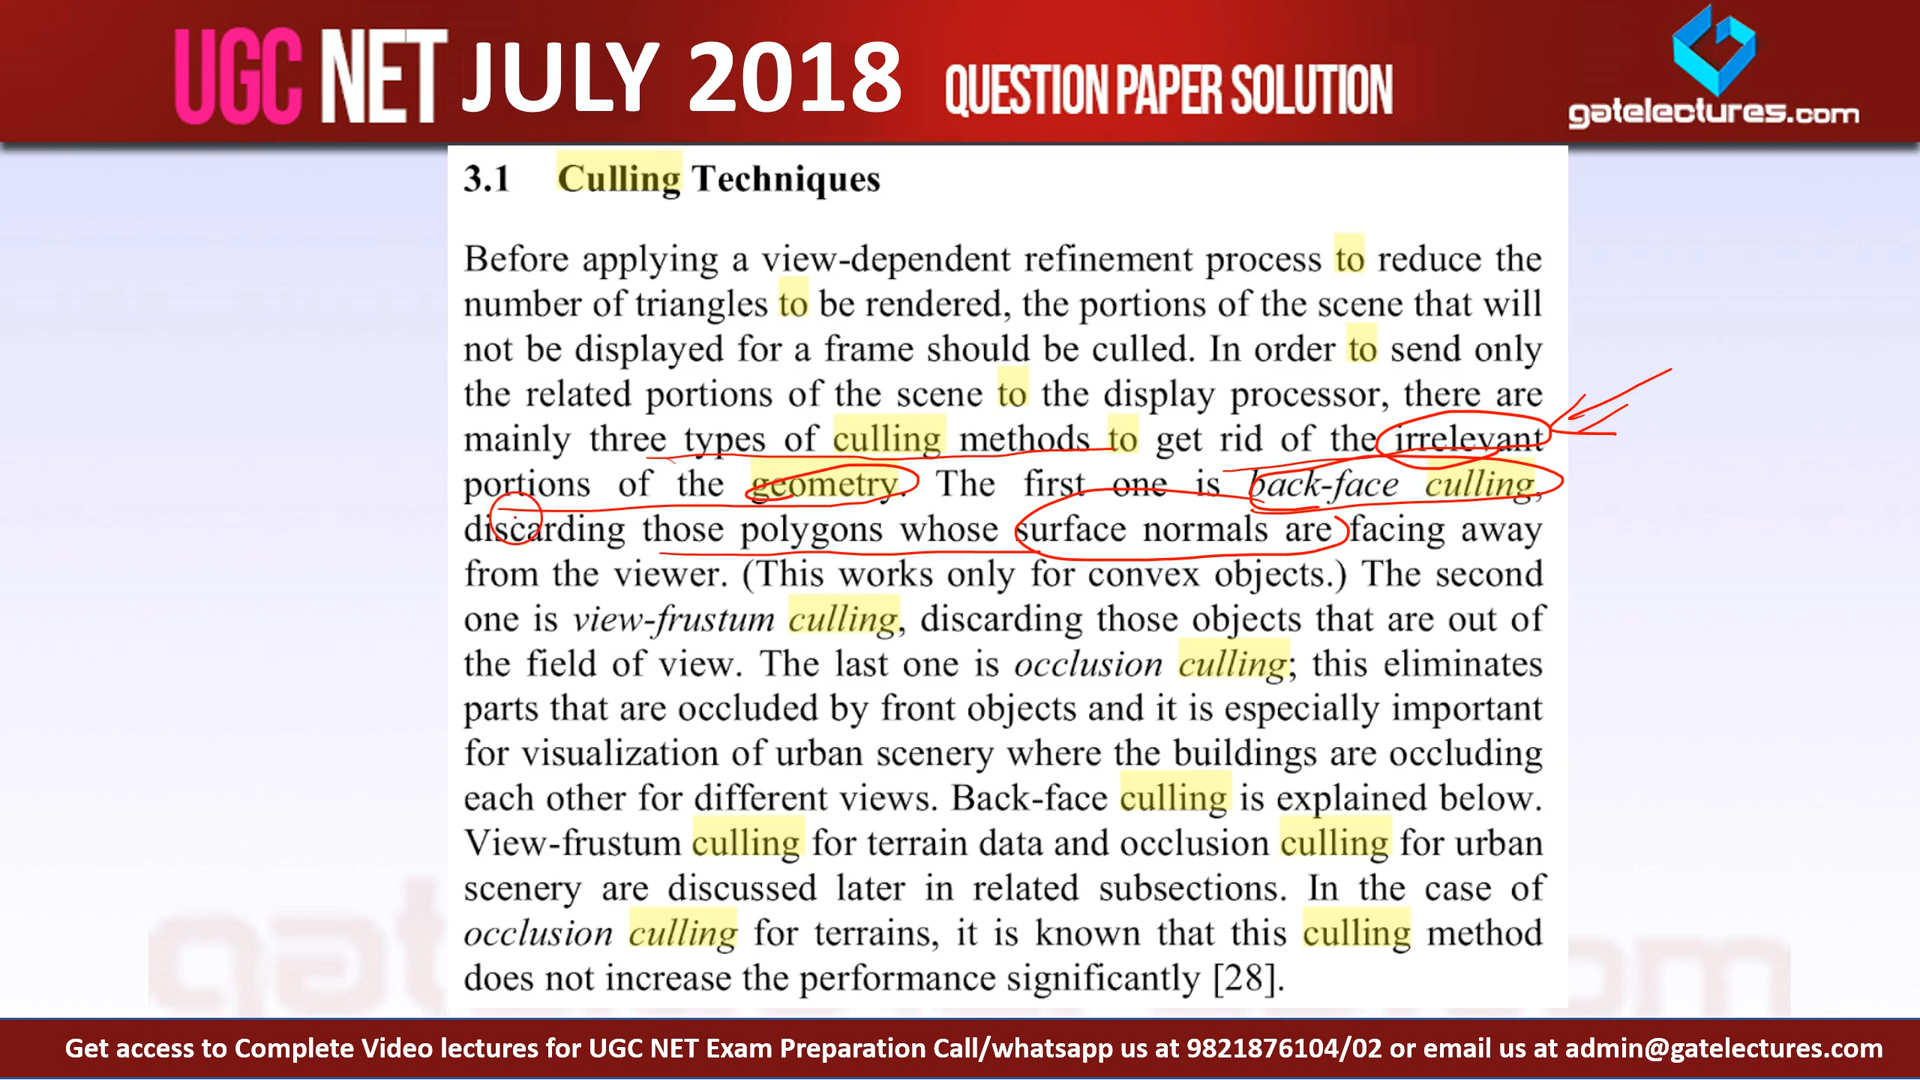 UGC NET JULY 2018 QUESTION PAPER SOLUTION
gatelectures.com
3.1 Culling Techniques
Before applying a view-dependent refinement process to reduce the
number of triangles to be rendered, the portions of the scene that will
not be displayed for a frame should be culled. In order to send only
the related portions of the scene to the display processor, there are
mainly three types of culling methods to get rid of the irrelevant
portions of the geometry. The first one is back-face culling,
discarding those polygons whose surface normals are facing away
from the viewer. (This works only for convex objects.) The second
one is view-frustum culling, discarding those objects that are out of
the field of view. The last one is occlusion culling; this eliminates
parts that are occluded by front objects and it is especially important
for visualization of urban scenery where the buildings are occluding
each other for different views. Back-face culling is explained below.
View-frustum culling for terrain data and occlusion culling for urban
scenery are discussed later in related subsections. In the case of
occlusion culling for terrains, it is known that this culling method
does not increase the performance significantly [28].
Get access to Complete Video lectures for UGC NET Exam Preparation Call/whatsapp us at 9821876104/02 or email us at admin@gatelectures.com